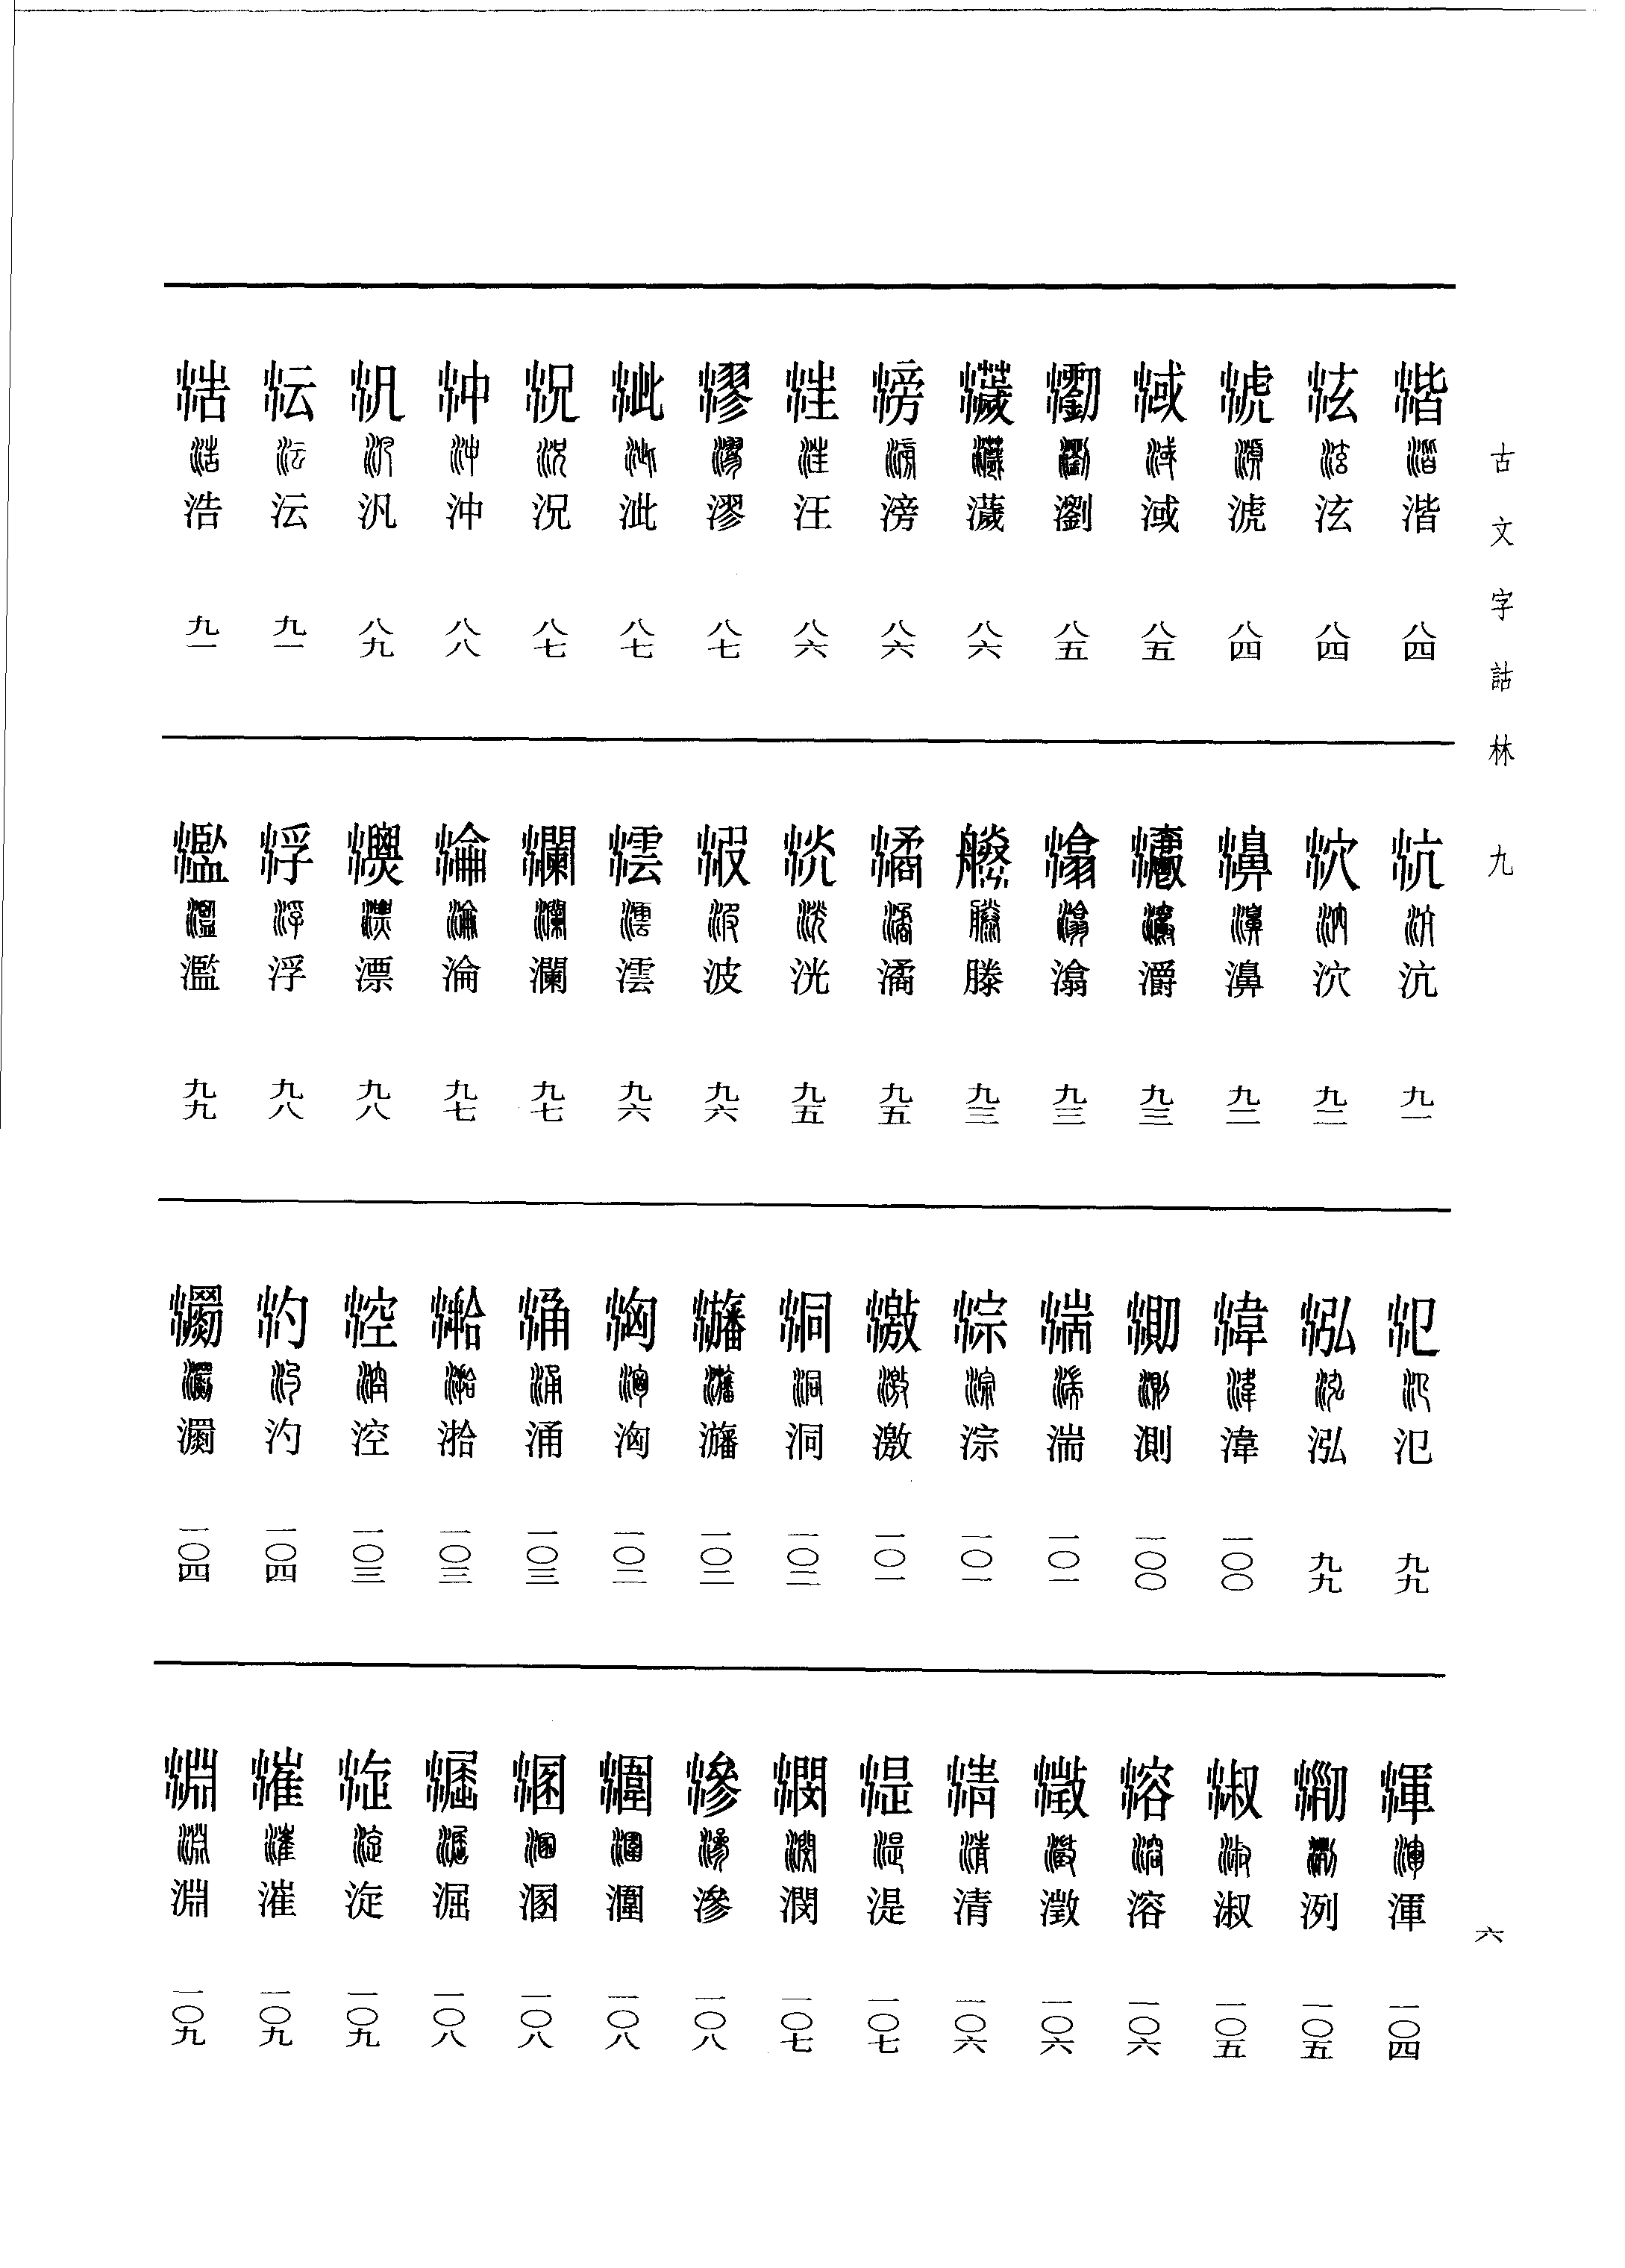 古文字詁林 九
六
湝 八四
泫 八四
淲 八四
淢 八五
瀏 八五
濊 八六
滂 八六
汪 八六
漻 八七
泚 八七
況 八七
沖 八八
汎 八九
沄 九一
浩 九一
沆 九一
泬 九二
濞 九二
灂 九三
滃 九三
滕 九三
潏 九五
洸 九五
波 九六
澐 九六
瀾 九七
淪 九七
漂 九八
浮 九八
濫 九九
氾 九九
泓 九九
湋 一〇〇
測 一〇〇
湍 一〇一
淙 一〇一
激 一〇一
洞 一〇二
旛 一〇二
洶 一〇二
涌 一〇三
湁 一〇三
涳 一〇三
汋 一〇四
瀱 一〇四
渾 一〇四
洌 一〇五
淑 一〇五
溶 一〇六
澂 一〇六
清 一〇六
湜 一〇七
潤 一〇七
滲 一〇八
潿 一〇八
溷 一〇八
淈 一〇八
淀 一〇九
漼 一〇九
淵 一〇九